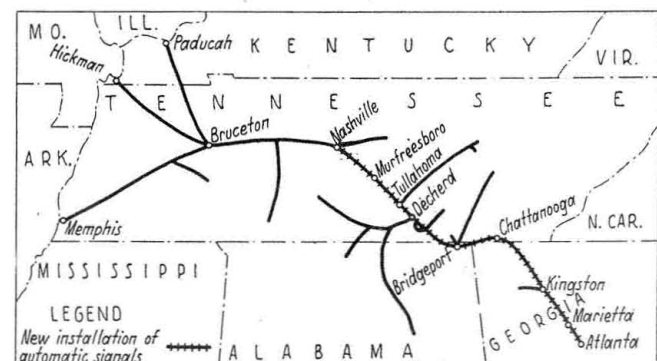 MO.
ILL.
Paducah
KENTUCKY
VIR.
Hickman
TENNESSEE
Bruceton
Nashville
Murfreesboro
Tullahoma
Decherd
ARK.
Memphis
Chattanooga
N. CAR.
Bridgeport
MISSISSIPPI
Kingston
GEORGIA
Marietta
Atlanta
LEGEND
New installation of
automatic signals
ALABAMA